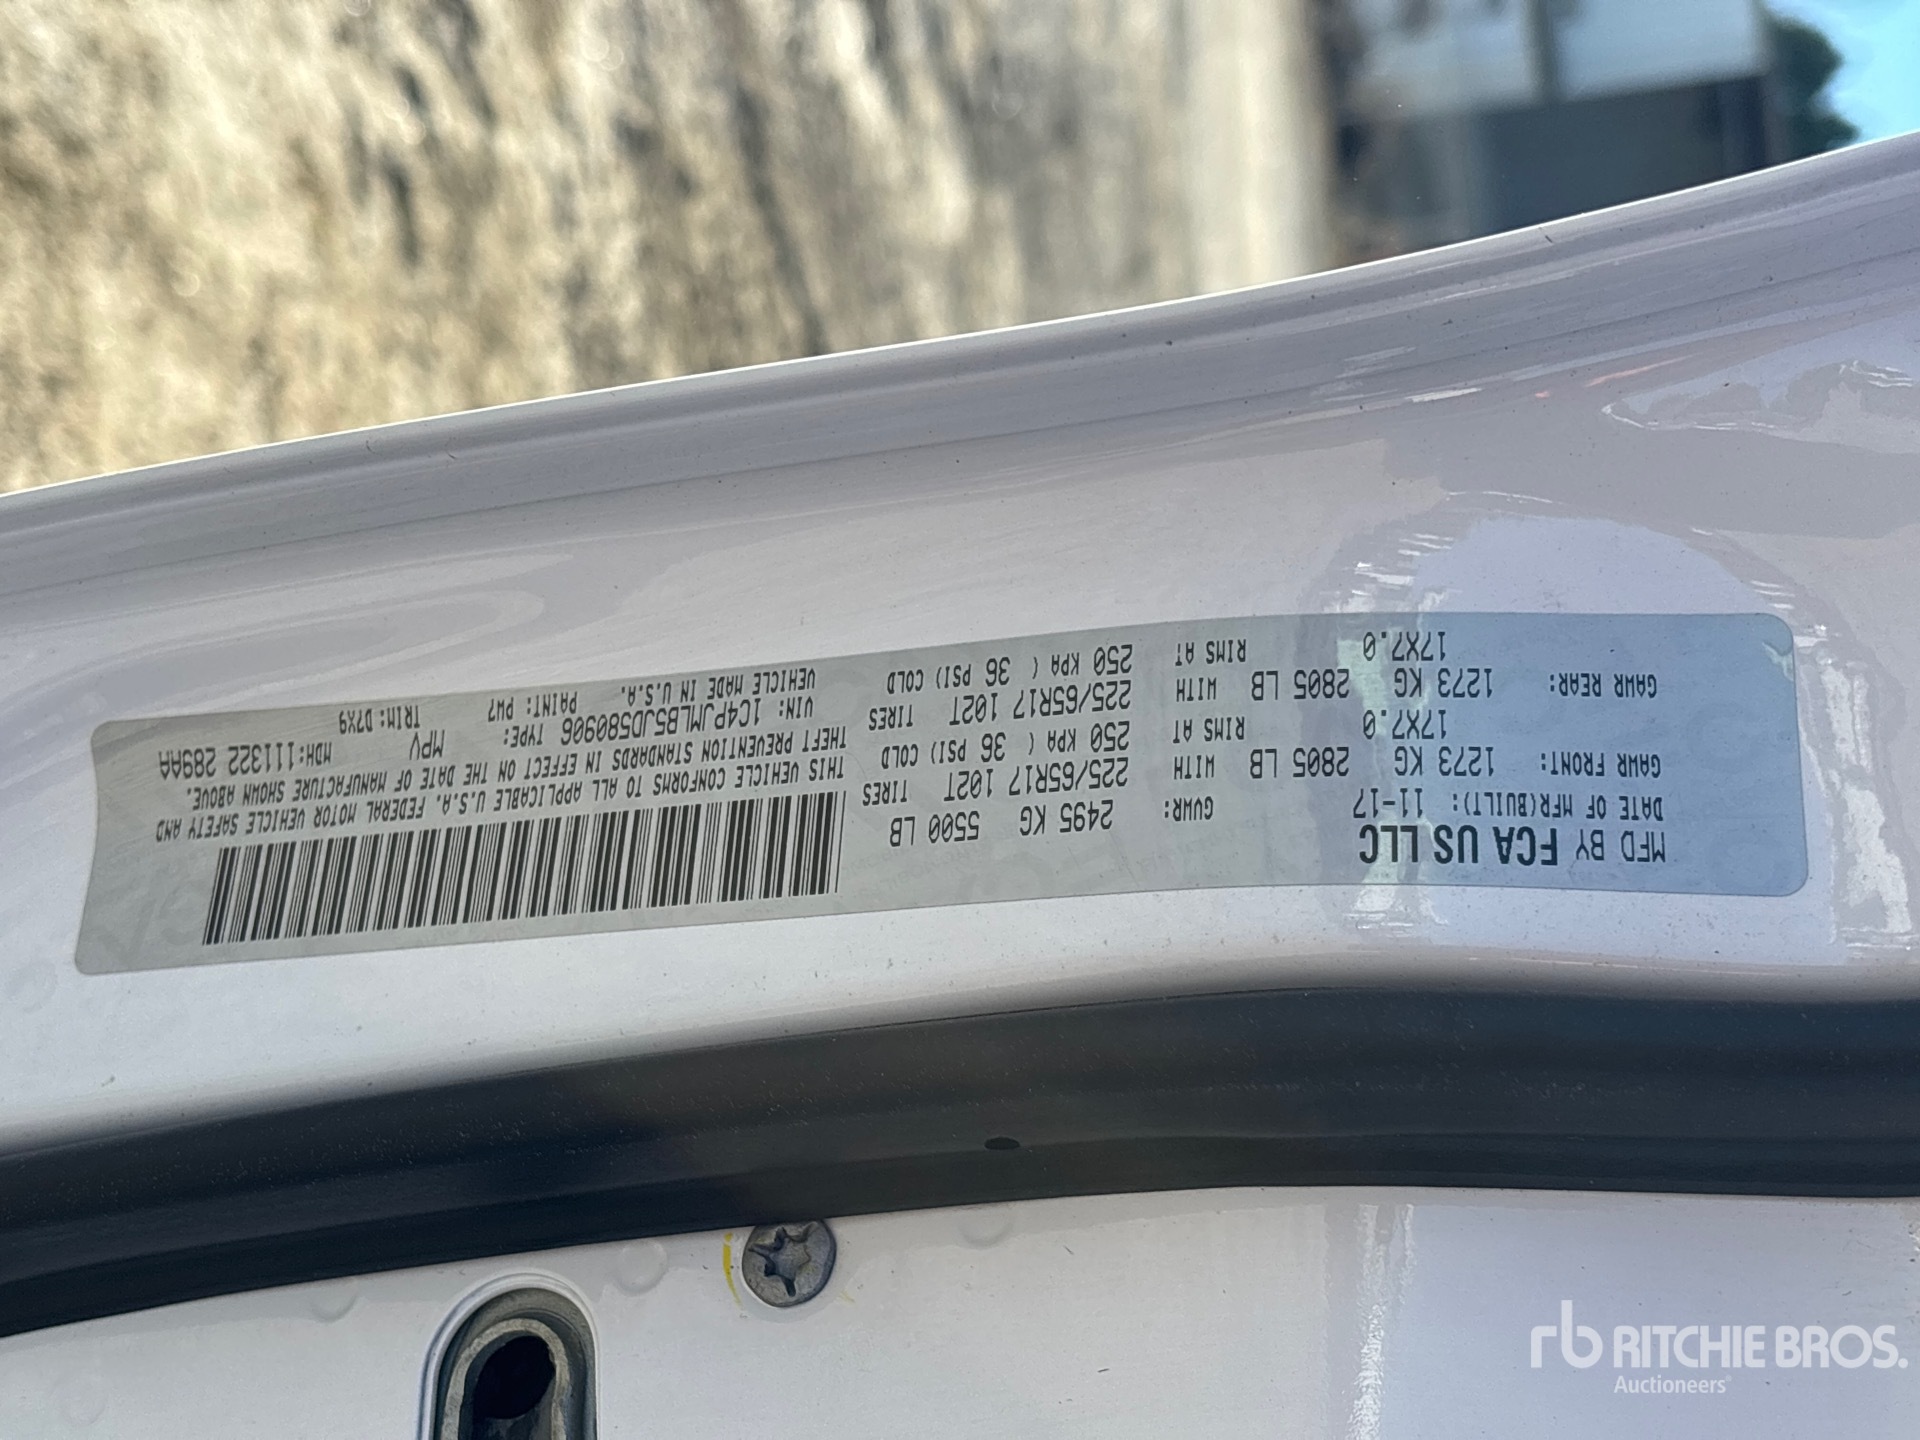 MFD BY FCA US LLC
DATE OF MFR(BUILT): 11-17
GVWR: 2495 KG 5500 LB
GAWR FRONT: 1273 KG 2805 LB WITH 225/65R17 102T TIRES
17X7.0 RIMS AT 250 KPA ( 36 PSI) COLD
GAWR REAR: 1273 KG 2805 LB WITH 225/65R17 102T TIRES
17X7.0 RIMS AT 250 KPA ( 36 PSI) COLD
THIS VEHICLE CONFORMS TO ALL APPLICABLE U.S.A. FEDERAL MOTOR VEHICLE SAFETY AND
THEFT PREVENTION STANDARDS IN EFFECT ON THE DATE OF MANUFACTURE SHOWN ABOVE.
VIN: 1C4PJMLB5JD580906 TYPE: MPV MDH:111322 289AA
VEHICLE MADE IN U.S.A. PAINT: PW7 TRIM: D7X9
rb RITCHIE BROS.
Auctioneers